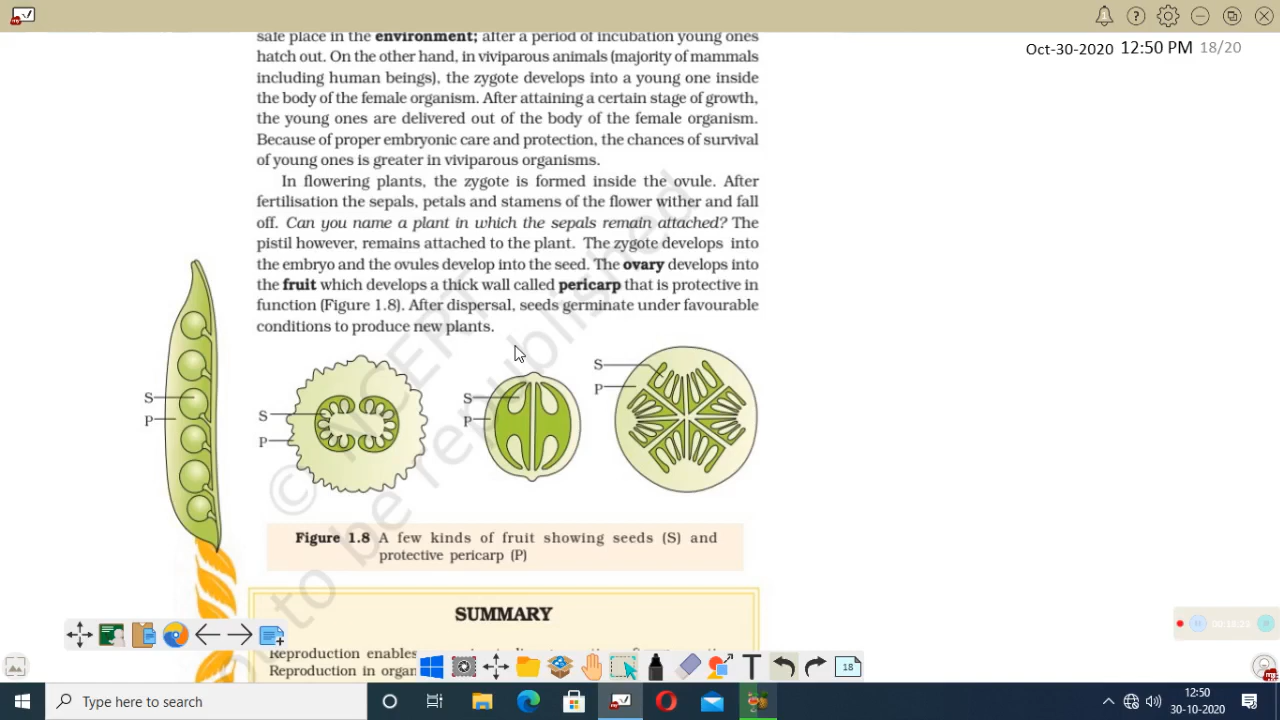 Oct-30-2020 12:50 PM 18/20
safe place in the environment; after a period of incubation young ones
hatch out. On the other hand, in viviparous animals (majority of mammals
including human beings), the zygote develops into a young one inside
the body of the female organism. After attaining a certain stage of growth,
the young ones are delivered out of the body of the female organism.
Because of proper embryonic care and protection, the chances of survival
of young ones is greater in viviparous organisms.
In flowering plants, the zygote is formed inside the ovule. After
fertilisation the sepals, petals and stamens of the flower wither and fall
off. Can you name a plant in which the sepals remain attached? The
pistil however, remains attached to the plant. The zygote develops into
the embryo and the ovules develop into the seed. The ovary develops into
the fruit which develops a thick wall called pericarp that is protective in
function (Figure 1.8). After dispersal, seeds germinate under favourable
conditions to produce new plants.
S
P
S
P
S
P
S
P
© NCERT
to be republished
Figure 1.8 A few kinds of fruit showing seeds (S) and
protective pericarp (P)
SUMMARY
Reproduction enables
Reproduction in organ
T
18
Type here to search
12:50
30-10-2020